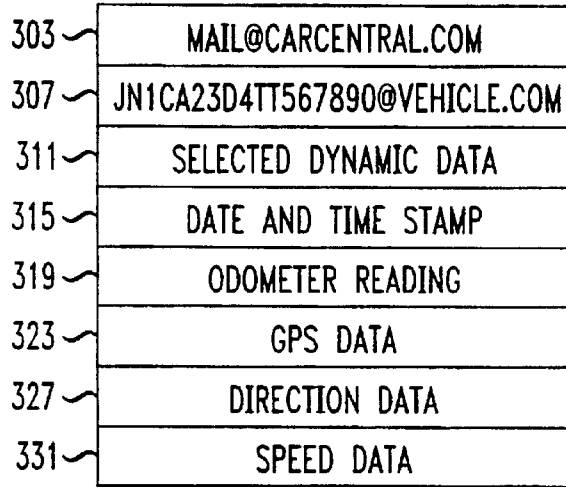 303 MAIL@CARCENTRAL.COM
307 JN1CA23D4TT567890@VEHICLE.COM
311 SELECTED DYNAMIC DATA
315 DATE AND TIME STAMP
319 ODOMETER READING
323 GPS DATA
327 DIRECTION DATA
331 SPEED DATA